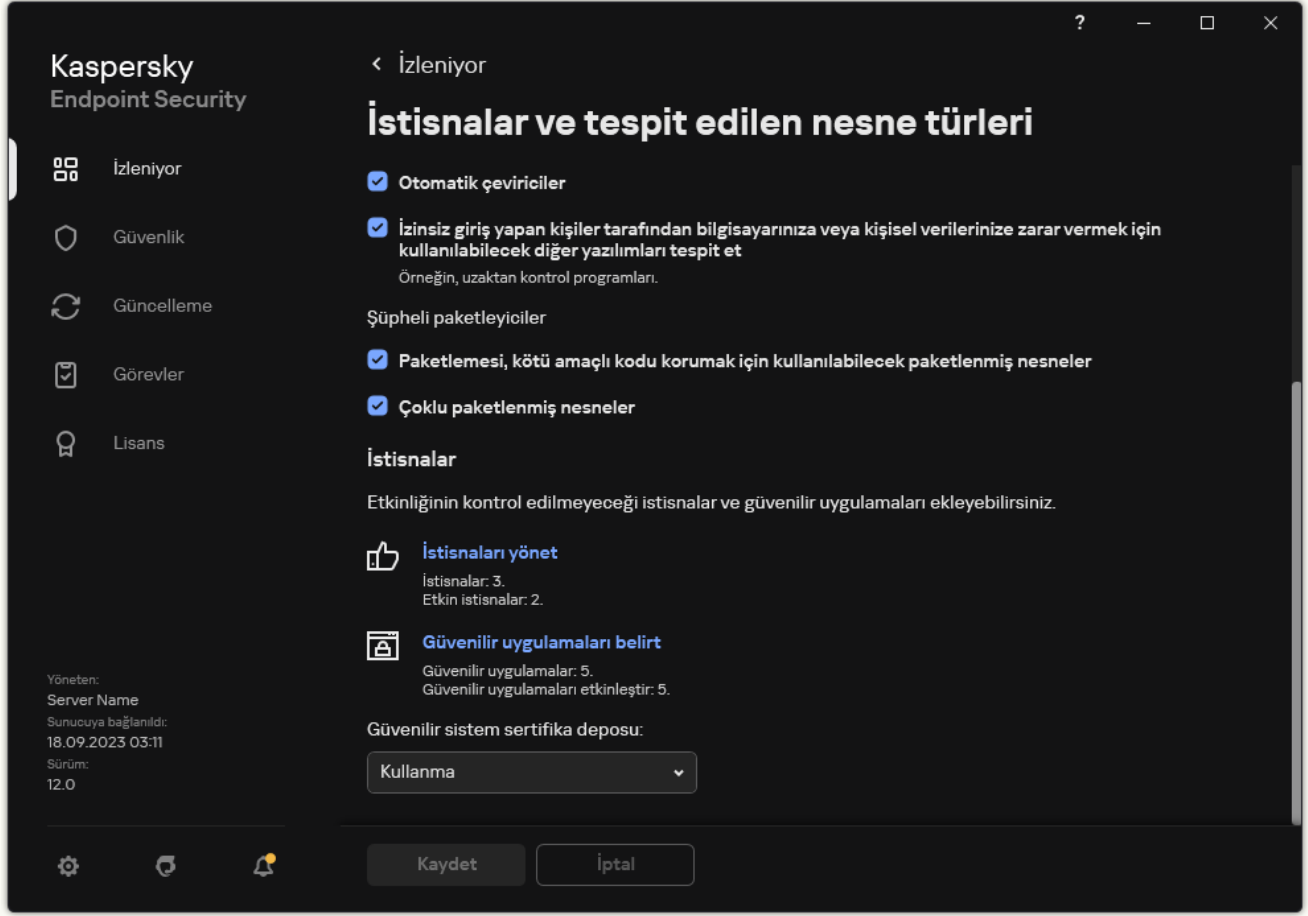 ?
Kaspersky
Endpoint Security
İzleniyor
Güvenlik
Güncelleme
Görevler
Lisans
Yöneten:
Server Name
Sunucuya bağlanıldı:
18.09.2023 03:11
Sürüm:
12.0
İzleniyor
İstisnalar ve tespit edilen nesne türleri
Otomatik çeviriciler
İzinsiz giriş yapan kişiler tarafından bilgisayarınıza veya kişisel verilerinize zarar vermek için
kullanılabilecek diğer yazılımları tespit et
Örneğin, uzaktan kontrol programları.
Şüpheli paketleyiciler
Paketlemesi, kötü amaçlı kodu korumak için kullanılabilecek paketlenmiş nesneler
Çoklu paketlenmiş nesneler
İstisnalar
Etkinliğinin kontrol edilmeyeceği istisnalar ve güvenilir uygulamaları ekleyebilirsiniz.
İstisnaları yönet
İstisnalar: 3.
Etkin istisnalar: 2.
Güvenilir uygulamaları belirt
Güvenilir uygulamalar: 5.
Güvenilir uygulamaları etkinleştir: 5.
Güvenilir sistem sertifika deposu:
Kullanma
Kaydet
İptal